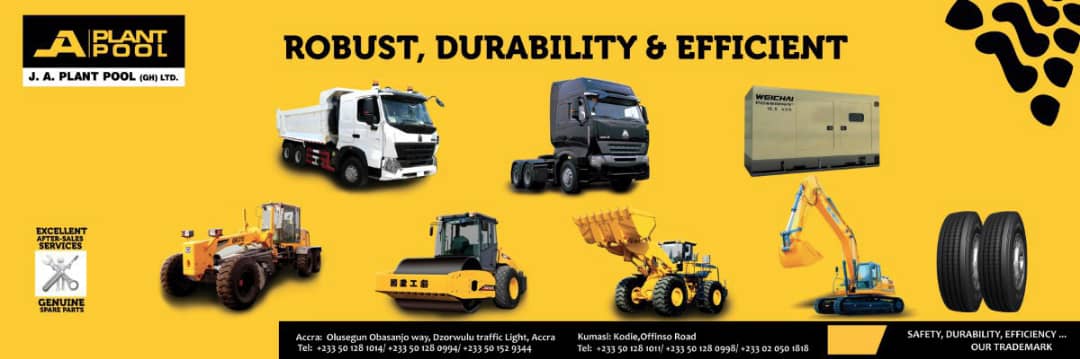 JA PLANT
POOL
J. A. PLANT POOL (GH) LTD.
ROBUST, DURABILITY & EFFICIENT
WEICHAI
EXCELLENT
AFTER-SALES
SERVICES
GENUINE
SPARE PARTS
Accra: Olusegun Obasanjo way, Dzorwulu traffic Light, Accra
Tel: +233 50 128 1014/ +233 50 128 0994/ +233 50 152 9344
Kumasi: Kodie,Offinso Road
Tel: +233 50 128 1011/ +233 50 128 0998/ +233 02 050 1818
SAFETY, DURABILITY, EFFICIENCY ...
OUR TRADEMARK